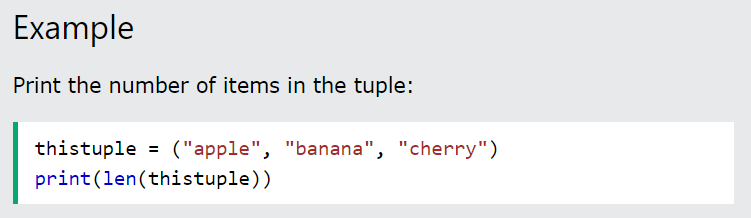 Example
Print the number of items in the tuple:
thistuple = ("apple", "banana", "cherry")
print(len(thistuple))